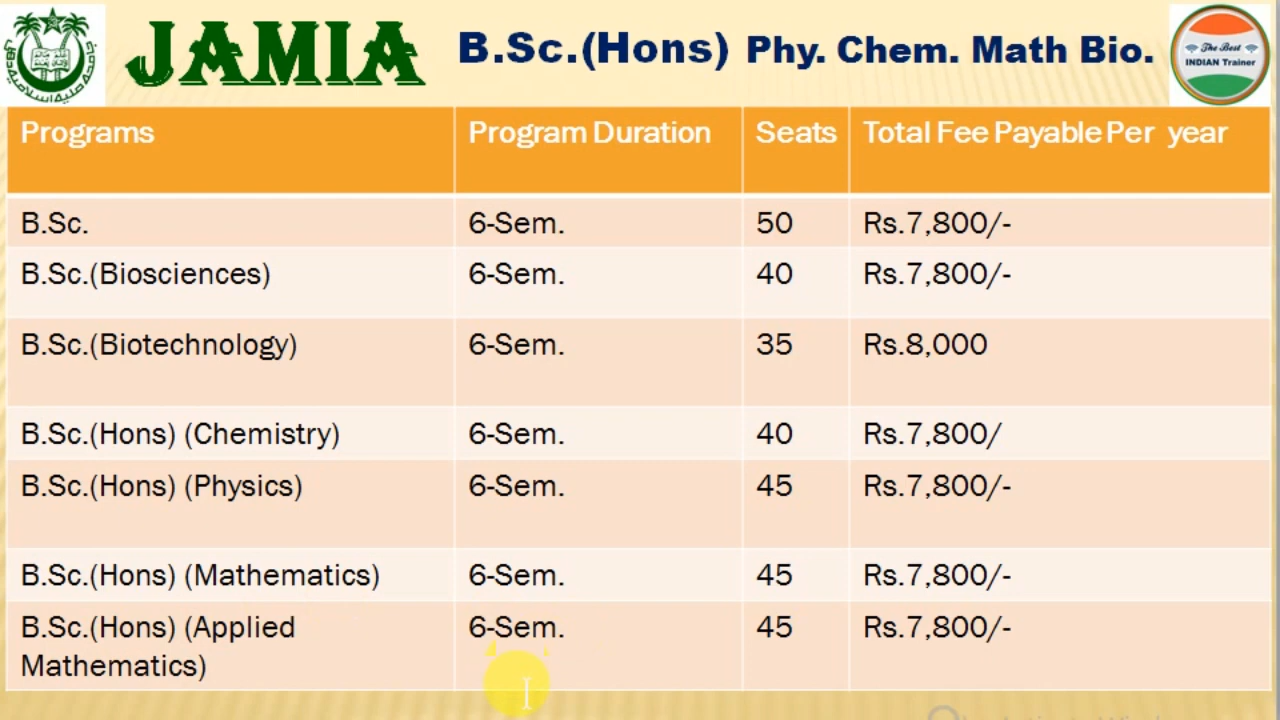 JAMIA B.Sc.(Hons) Phy. Chem. Math Bio.
The Best
INDIAN Trainer
Programs Program Duration Seats Total Fee Payable Per year
B.Sc. 6-Sem. 50 Rs.7,800/-
B.Sc.(Biosciences) 6-Sem. 40 Rs.7,800/-
B.Sc.(Biotechnology) 6-Sem. 35 Rs.8,000
B.Sc.(Hons) (Chemistry) 6-Sem. 40 Rs.7,800/
B.Sc.(Hons) (Physics) 6-Sem. 45 Rs.7,800/-
B.Sc.(Hons) (Mathematics) 6-Sem. 45 Rs.7,800/-
B.Sc.(Hons) (Applied 6-Sem. 45 Rs.7,800/-
Mathematics)